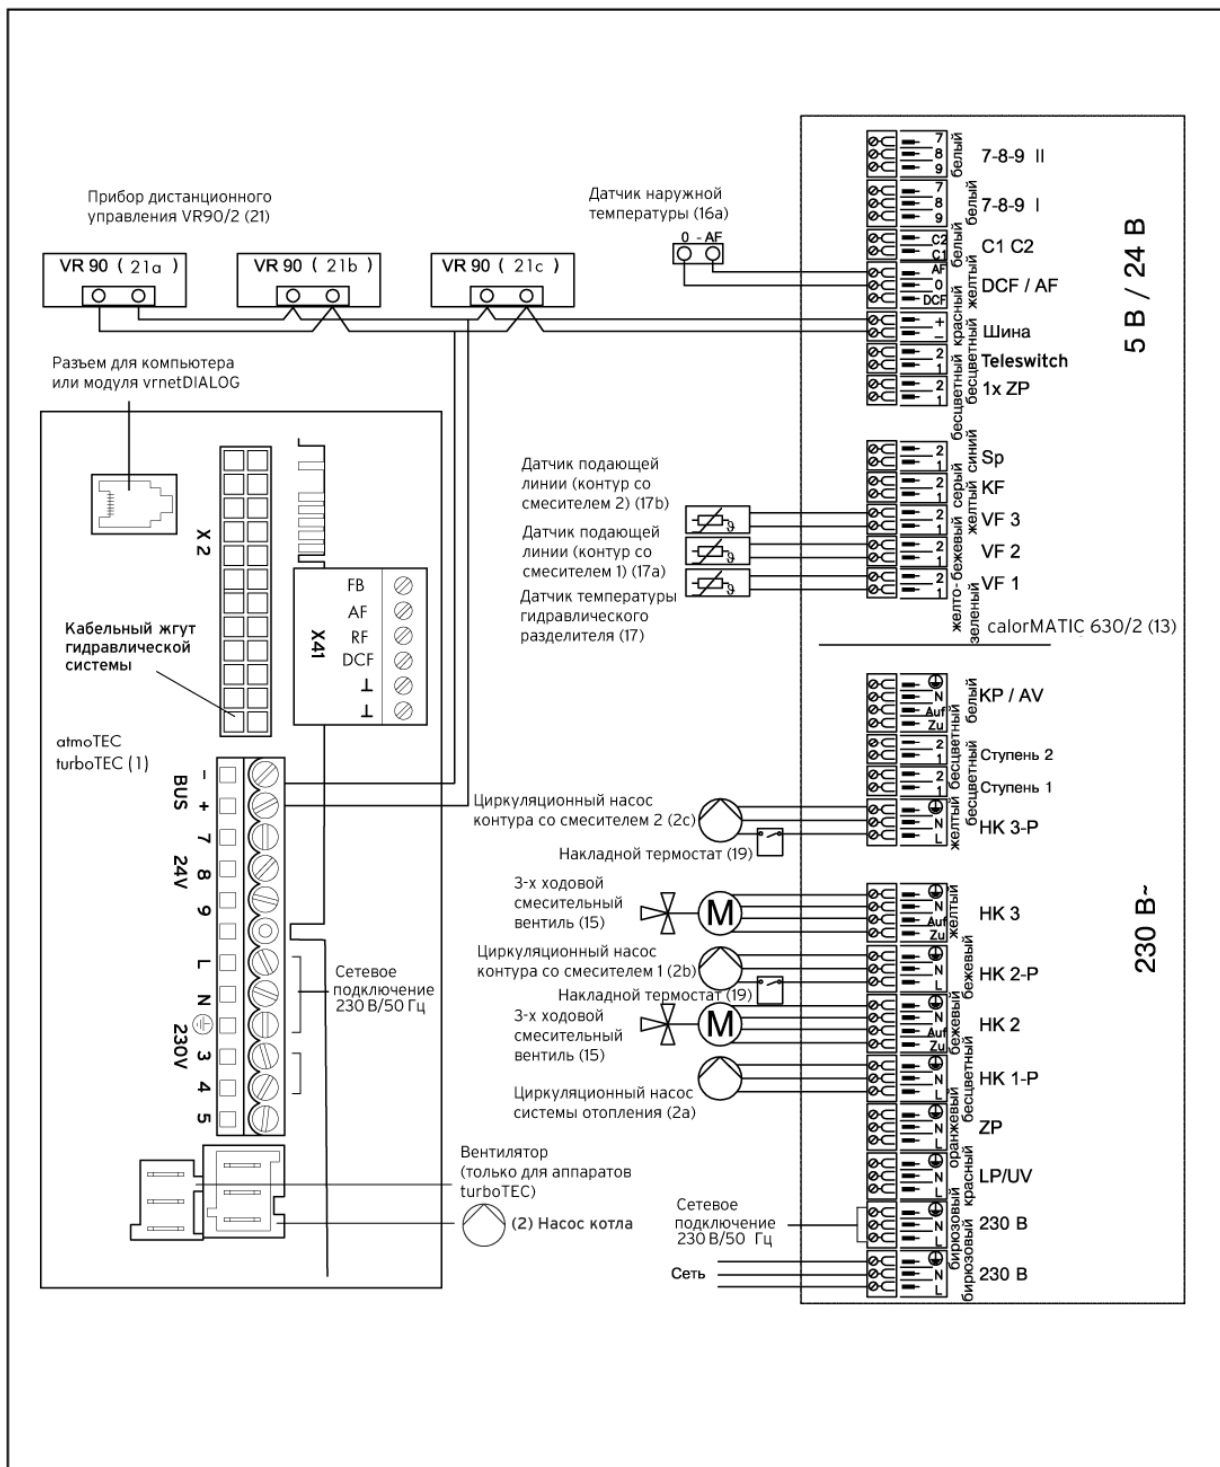 Прибор дистанционного
управления VR90/2 (21)
VR 90 ( 21a )
VR 90 ( 21b )
VR 90 ( 21c )
Датчик наружной
температуры (16a)
0 - AF
Разъем для компьютера
или модуля vrnetDIALOG
X 2
Кабельный жгут
гидравлической
системы
atmoTEC
turboTEC (1)
X41
FB
AF
RF
DCF
⊥
⊥
BUS
−
+
24V
7
8
9
L
N
230V
3
4
5
Сетевое
подключение
230 В/50 Гц
Вентилятор
(только для аппаратов
turboTEC)
(2) Насос котла
Датчик подающей
линии (контур со
смесителем 2) (17b)
Датчик подающей
линии (контур со
смесителем 1) (17a)
Датчик температуры
гидравлического
разделителя (17)
ϑ
ϑ
ϑ
Циркуляционный насос
контура со смесителем 2 (2c)
Накладной термостат (19)
3-х ходовой
смесительный
вентиль (15)
M
Циркуляционный насос
контура со смесителем 1 (2b)
Накладной термостат (19)
3-х ходовой
смесительный
вентиль (15)
M
Циркуляционный насос
системы отопления (2a)
Сетевое
подключение
230 В/50 Гц
Сеть
5 В / 24 В
7
8
9
белый
7-8-9 II
7
8
9
белый
7-8-9 I
C2
C1
белый
C1 C2
AF
0
DCF
желтый
DCF / AF
+
−
красный
Шина
2
1
бесцветный
Teleswitch
2
1
бесцветный
1x ZP
2
1
синий
Sp
2
1
серый
KF
2
1
желтый
VF 3
2
1
бежевый
VF 2
2
1
желто-
зеленый
VF 1
calorMATIC 630/2 (13)
230 В~
N
Auf
Zu
белый
KP / AV
2
1
бесцветный
Ступень 2
2
1
бесцветный
Ступень 1
N
L
желтый
HK 3-P
N
Auf
Zu
желтый
HK 3
N
L
бежевый
HK 2-P
N
Auf
Zu
бежевый
HK 2
N
L
бесцветный
HK 1-P
N
L
оранжевый
ZP
N
L
красный
LP/UV
N
L
бирюзовый
230 В
N
L
бирюзовый
230 В